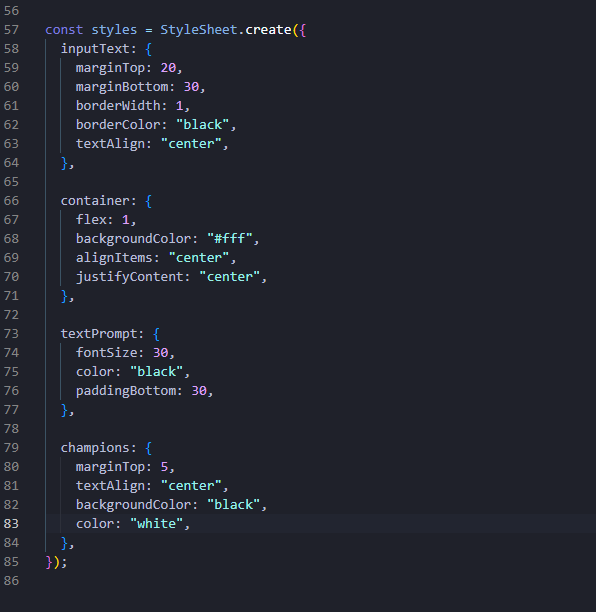 56
57 const styles = StyleSheet.create({
58   inputText: {
59     marginTop: 20,
60     marginBottom: 30,
61     borderWidth: 1,
62     borderColor: "black",
63     textAlign: "center",
64   },
65
66   container: {
67     flex: 1,
68     backgroundColor: "#fff",
69     alignItems: "center",
70     justifyContent: "center",
71   },
72
73   textPrompt: {
74     fontSize: 30,
75     color: "black",
76     paddingBottom: 30,
77   },
78
79   champions: {
80     marginTop: 5,
81     textAlign: "center",
82     backgroundColor: "black",
83     color: "white",
84   },
85 });
86